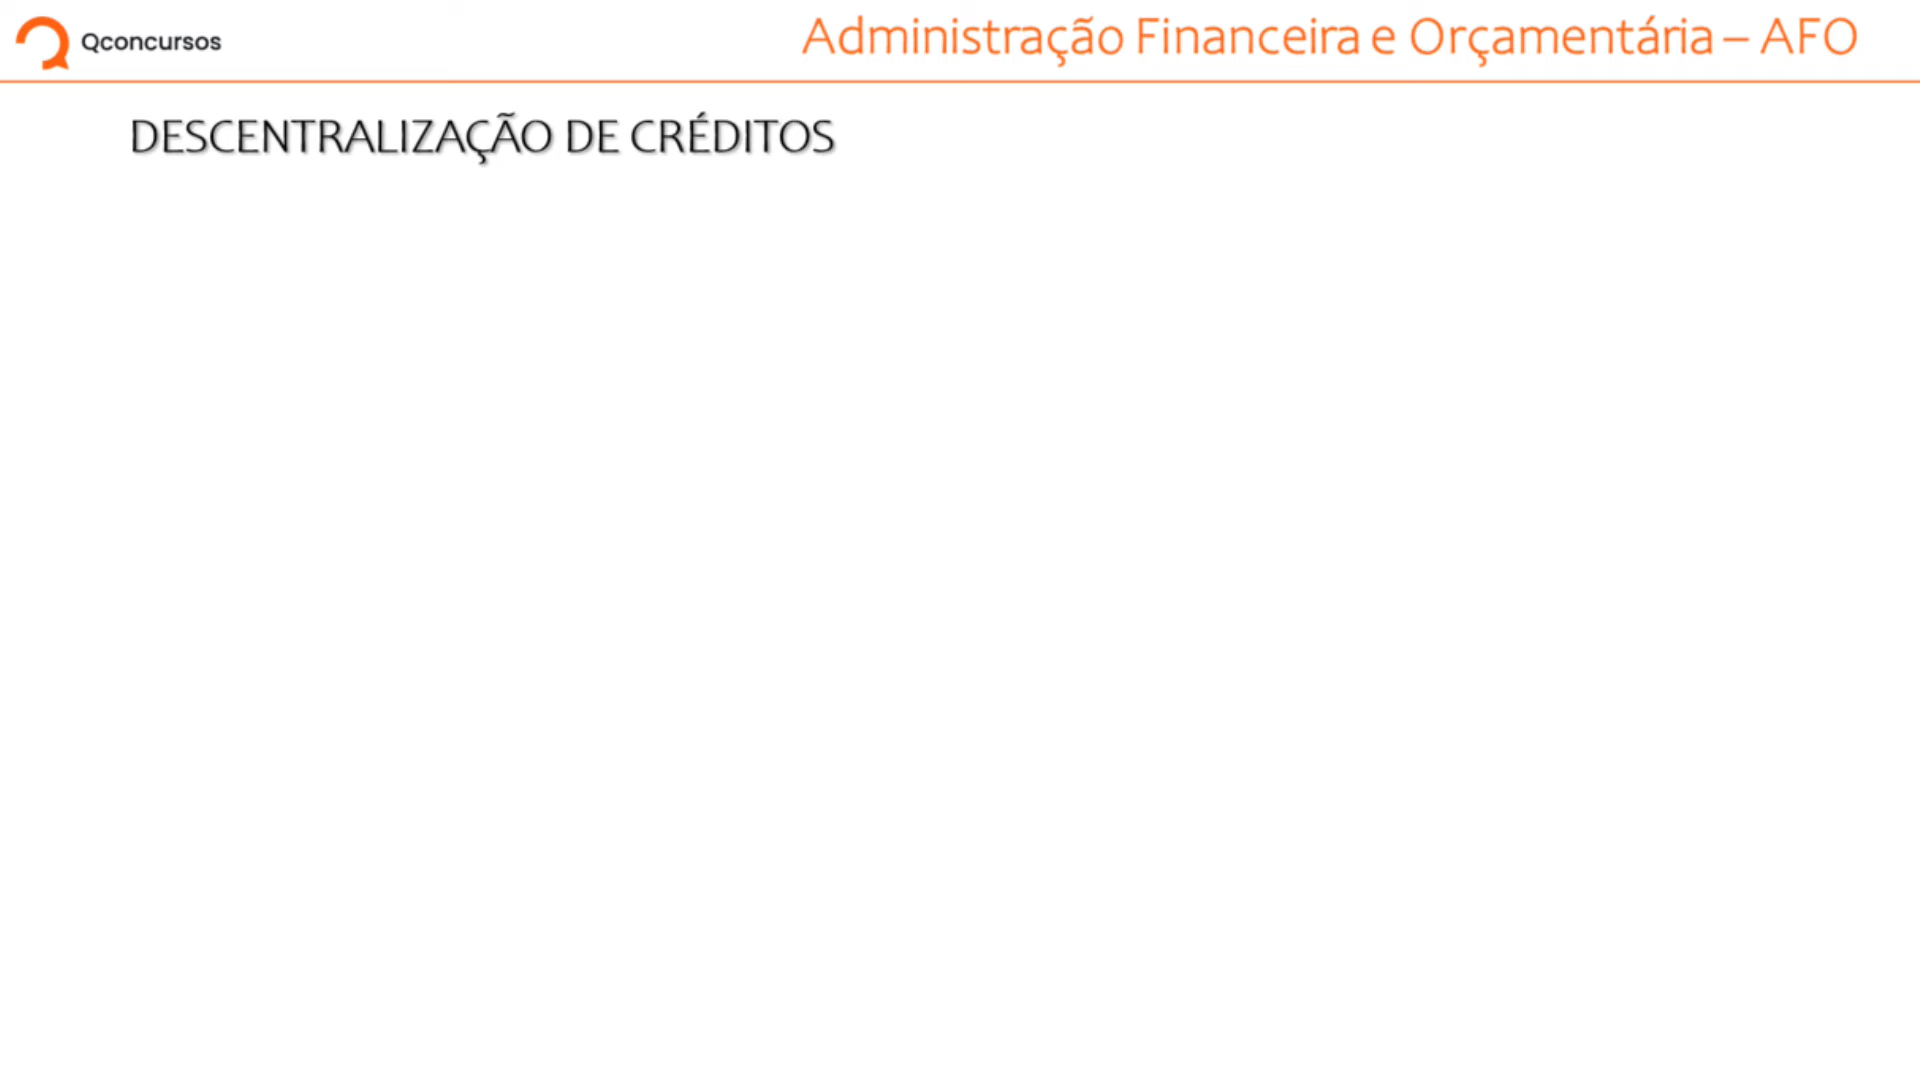 Qconcursos
Administração Financeira e Orçamentária – AFO
DESCENTRALIZAÇÃO DE CRÉDITOS